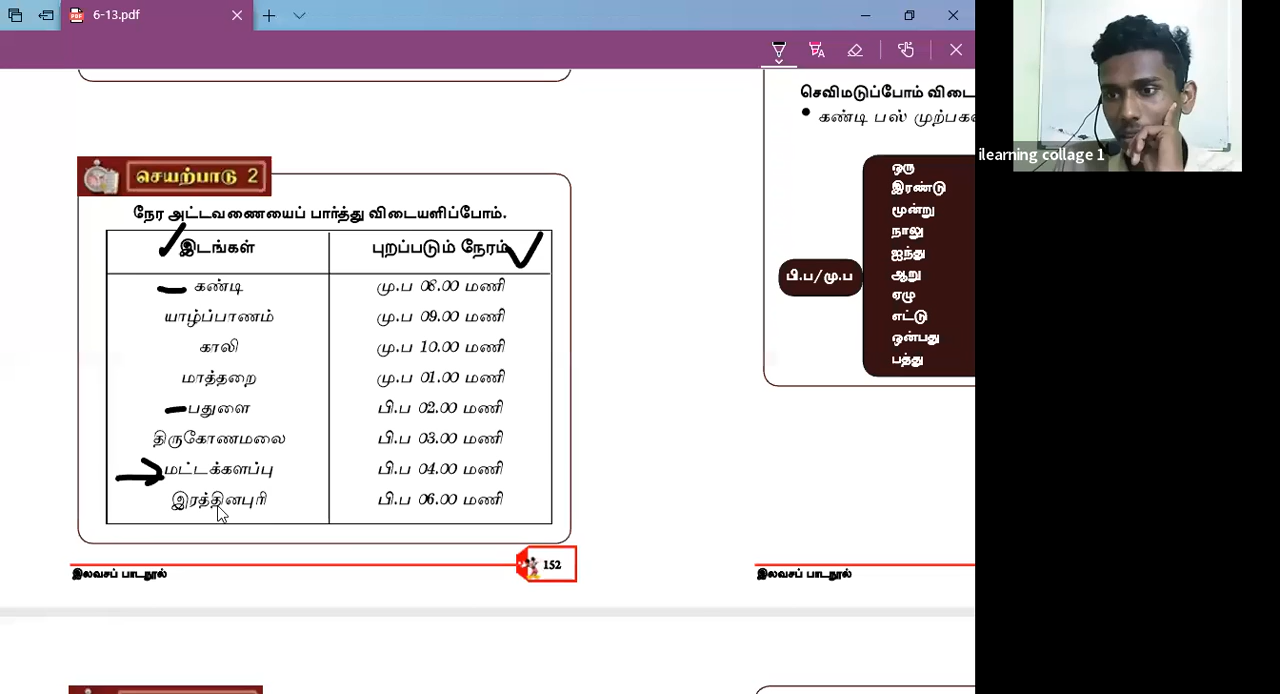 6-13.pdf
செவிமடுப்போம் விடை
கண்டி பஸ் முற்பக
ilearning collage 1
செயற்பாடு 2
நேர அட்டவணையைப் பார்த்து விடையளிப்போம்.
இடங்கள் புறப்படும் நேரம்
கண்டி மு.ப 08.00 மணி
யாழ்ப்பாணம் மு.ப 09.00 மணி
காலி மு.ப 10.00 மணி
மாத்தறை மு.ப 01.00 மணி
பதுளை பி.ப 02.00 மணி
திருகோணமலை பி.ப 03.00 மணி
மட்டக்களப்பு பி.ப 04.00 மணி
இரத்தினபுரி பி.ப 06.00 மணி
152
இலவசப் பாடநூல்
பி.ப/மு.ப
ஒரு
இரண்டு
மூன்று
நாலு
ஐந்து
ஆறு
ஏழு
எட்டு
ஒன்பது
பத்து
இலவசப் பாடநூல்